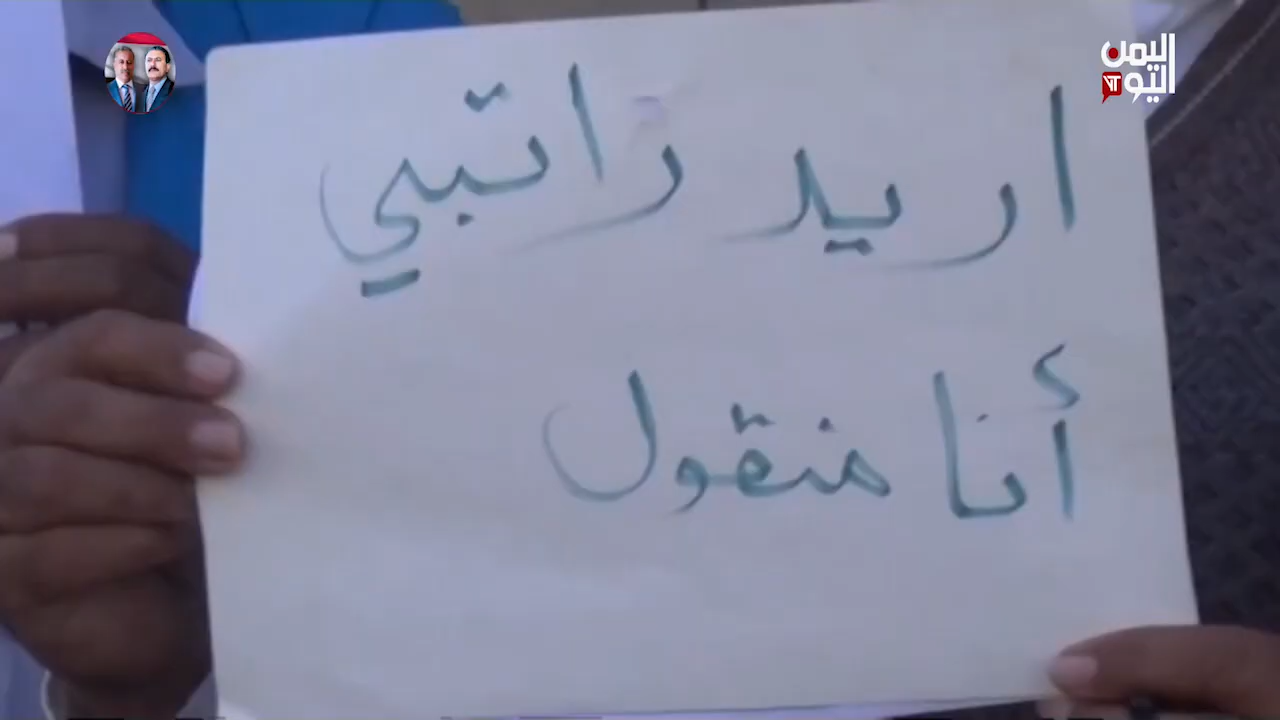 اليمن
اليوم
اريد راتبي
أنا منقول